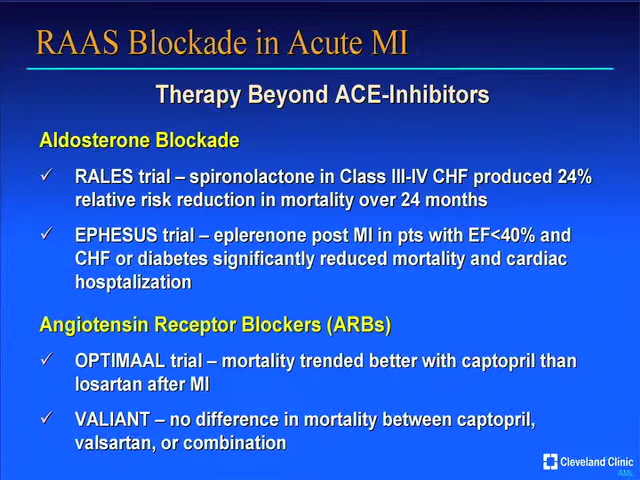 RAAS Blockade in Acute MI
Therapy Beyond ACE-Inhibitors
Aldosterone Blockade
✓ RALES trial – spironolactone in Class III-IV CHF produced 24%
relative risk reduction in mortality over 24 months
✓ EPHESUS trial – eplerenone post MI in pts with EF<40% and
CHF or diabetes significantly reduced mortality and cardiac
hosptalization
Angiotensin Receptor Blockers (ARBs)
✓ OPTIMAAL trial – mortality trended better with captopril than
losartan after MI
✓ VALIANT – no difference in mortality between captopril,
valsartan, or combination
Cleveland Clinic
AML